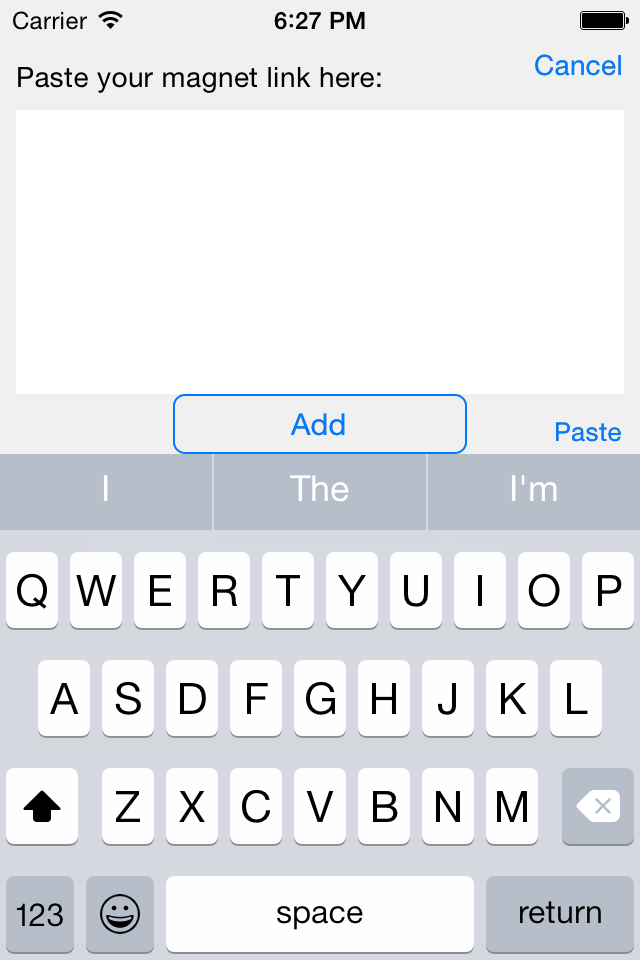 Carrier 6:27 PM
Cancel
Paste your magnet link here:
Add
Paste
I The I'm
Q W E R T Y U I O P
A S D F G H J K L
Z X C V B N M
123 space return